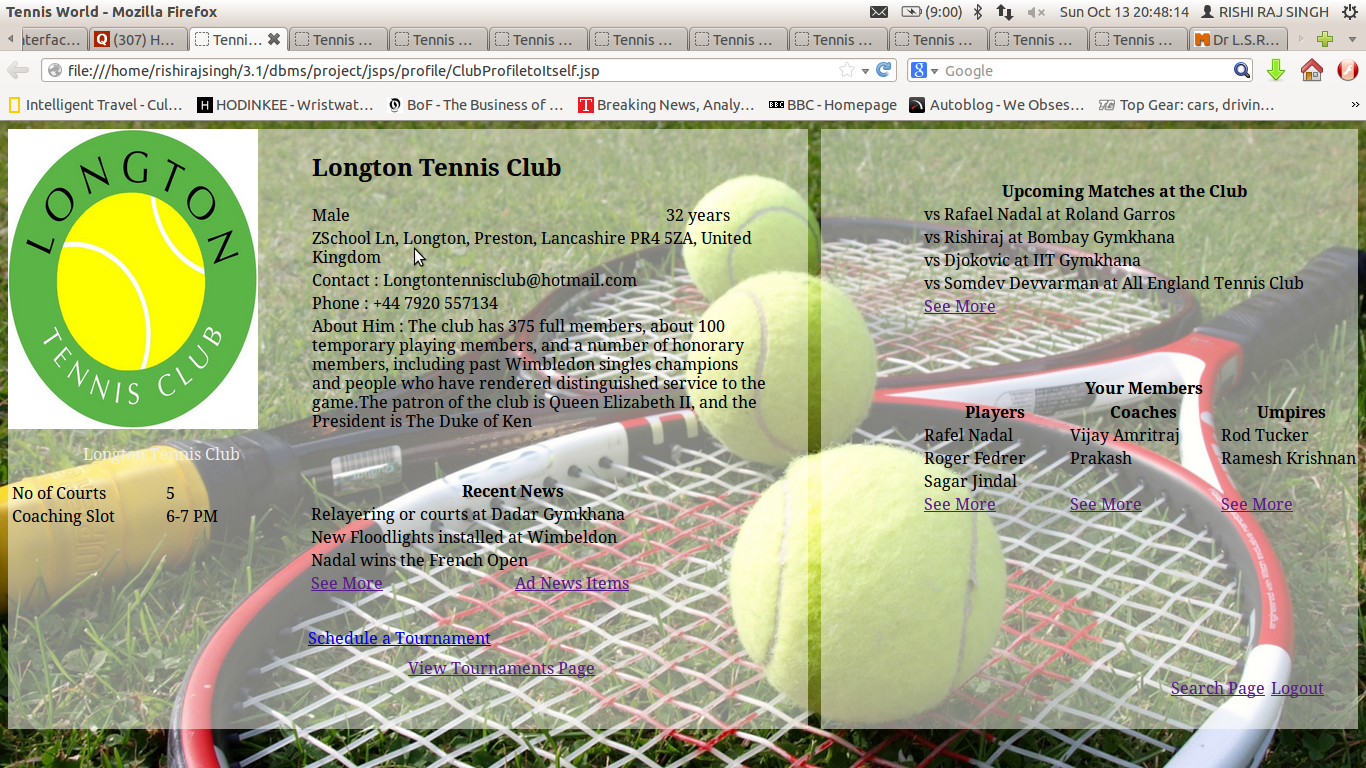 Tennis World - Mozilla Firefox
(9:00)
Sun Oct 13 20:48:14
RISHI RAJ SINGH
nterfac...
(307) H...
Tenni...
Tennis ...
Tennis ...
Tennis ...
Tennis ...
Tennis ...
Tennis ...
Tennis ...
Tennis ...
Tennis ...
Dr L.S.R...
file:///home/rishirajsingh/3.1/dbms/project/jsps/profile/ClubProfiletoItself.jsp
Google
Intelligent Travel - Cul...
HODINKEE - Wristwat...
BoF - The Business of ...
Breaking News, Analy...
BBC - Homepage
Autoblog - We Obses...
Top Gear: cars, drivin...
LONGTON
TENNIS CLUB
Longton Tennis Club
No of Courts 5
Coaching Slot 6-7 PM
Longton Tennis Club
Male 32 years
ZSchool Ln, Longton, Preston, Lancashire PR4 5ZA, United
Kingdom
Contact : Longtontennisclub@hotmail.com
Phone : +44 7920 557134
About Him : The club has 375 full members, about 100
temporary playing members, and a number of honorary
members, including past Wimbledon singles champions
and people who have rendered distinguished service to the
game.The patron of the club is Queen Elizabeth II, and the
President is The Duke of Ken
Recent News
Relayering or courts at Dadar Gymkhana
New Floodlights installed at Wimbeldon
Nadal wins the French Open
See More Ad News Items
Schedule a Tournament
View Tournaments Page
Upcoming Matches at the Club
vs Rafael Nadal at Roland Garros
vs Rishiraj at Bombay Gymkhana
vs Djokovic at IIT Gymkhana
vs Somdev Devvarman at All England Tennis Club
See More
Your Members
Players Coaches Umpires
Rafel Nadal Vijay Amritraj Rod Tucker
Roger Fedrer Prakash Ramesh Krishnan
Sagar Jindal
See More See More See More
Search Page Logout